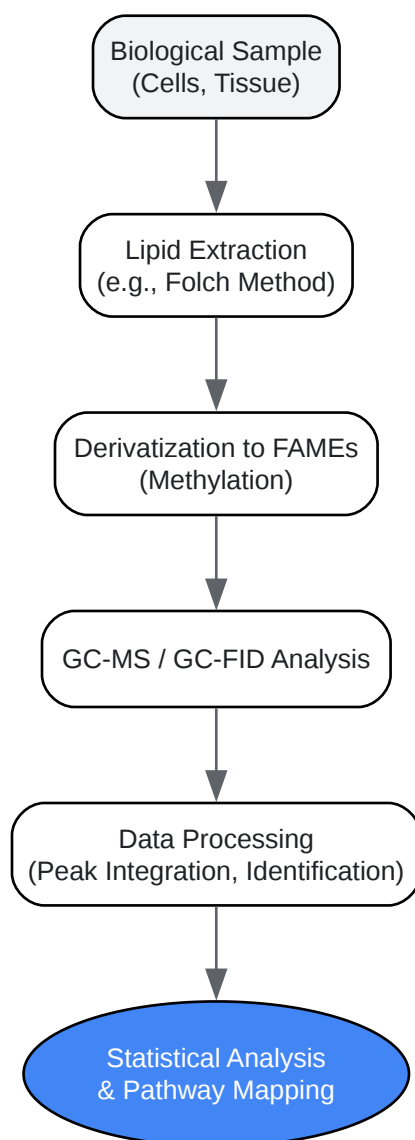 Biological Sample
(Cells, Tissue)
Lipid Extraction
(e.g., Folch Method)
Derivatization to FAMEs
(Methylation)
GC-MS / GC-FID Analysis
Data Processing
(Peak Integration, Identification)
Statistical Analysis
& Pathway Mapping